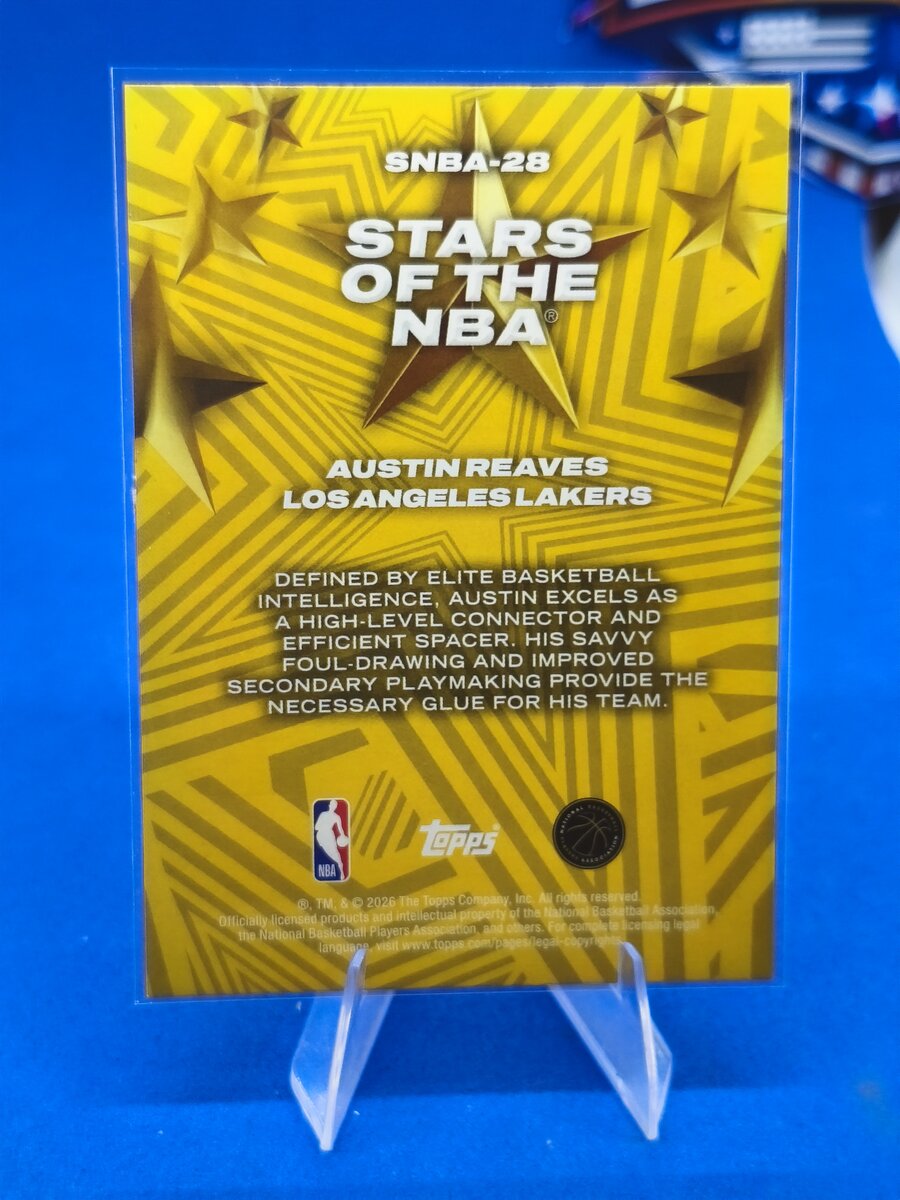 SNBA-28
STARS
OF THE
NBA®
AUSTIN REAVES
LOS ANGELES LAKERS
DEFINED BY ELITE BASKETBALL
INTELLIGENCE, AUSTIN EXCELS AS
A HIGH-LEVEL CONNECTOR AND
EFFICIENT SPACER. HIS SAVVY
FOUL-DRAWING AND IMPROVED
SECONDARY PLAYMAKING PROVIDE THE
NECESSARY GLUE FOR HIS TEAM.
NBA
topps®
NATIONAL BASKETBALL PLAYERS ASSOCIATION
®, TM, & © 2026 The Topps Company, Inc. All rights reserved.
Officially licensed products and intellectual property of the National Basketball Association,
the National Basketball Players Association, and others. For complete licensing legal
language, visit www.topps.com/pages/legal-copyrights